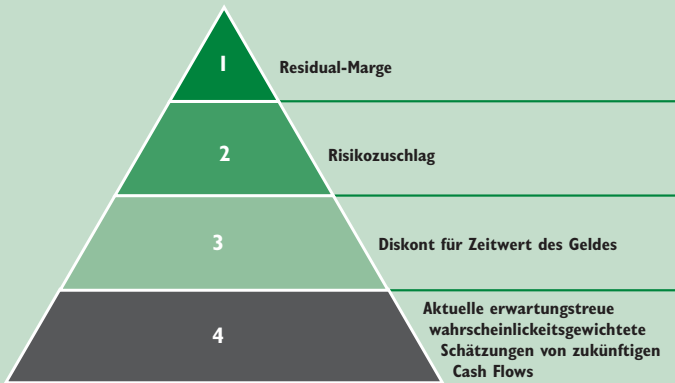 1
Residual-Marge
2
Risikozuschlag
3
Diskont für Zeitwert des Geldes
4
Aktuelle erwartungstreue
wahrscheinlickeitsgewichtete
Schätzungen von zukünftigen
Cash Flows